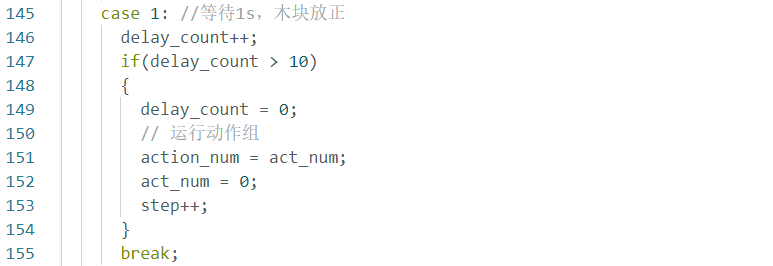 145 case 1: //等待1s，木块放正
146 delay_count++;
147 if(delay_count > 10)
148 {
149 delay_count = 0;
150 // 运行动作组
151 action_num = act_num;
152 act_num = 0;
153 step++;
154 }
155 break;